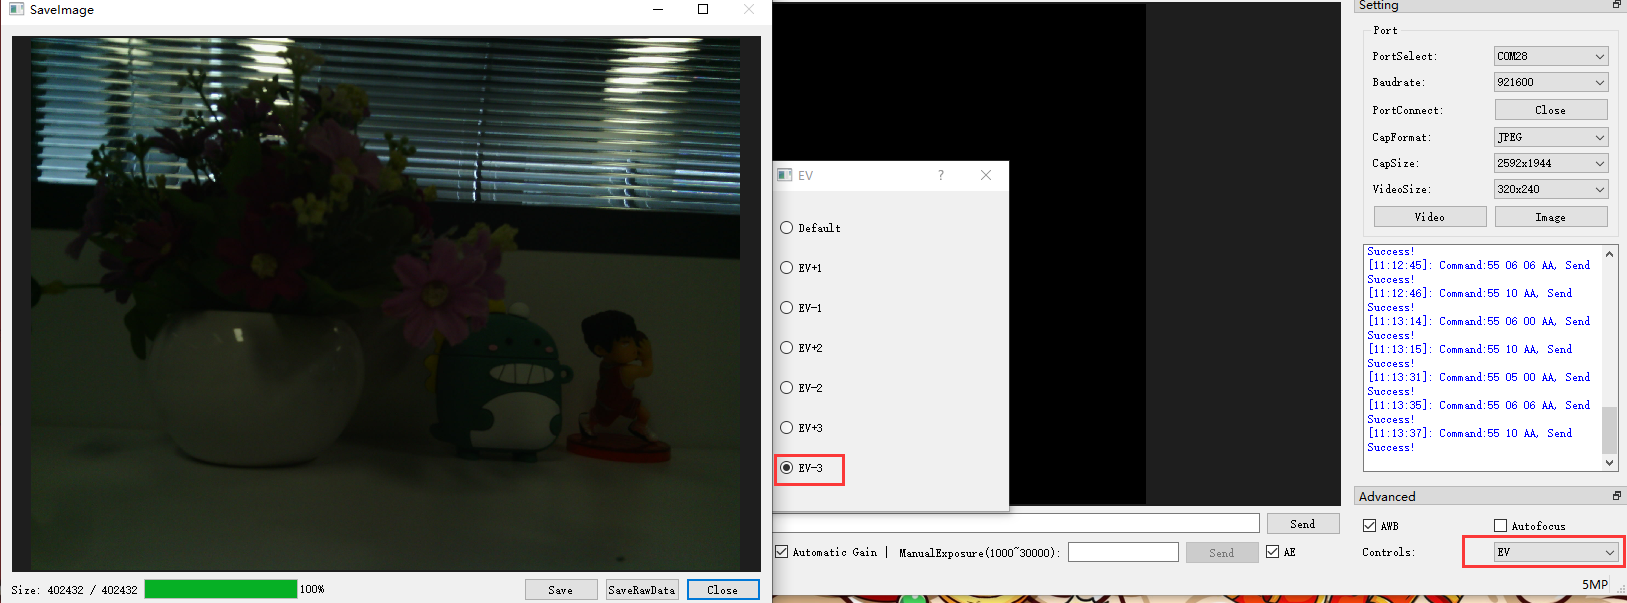 SaveImage
Size: 402432 / 402432
100%
Save
SaveRawData
Close
EV
?
Default
EV+1
EV-1
EV+2
EV-2
EV+3
EV-3
Send
Automatic Gain | ManualExposure(1000~30000):
Send
AE
Setting
Port
PortSelect: COM28
Baudrate: 921600
PortConnect: Close
CapFormat: JPEG
CapSize: 2592x1944
VideoSize: 320x240
Video
Image
Success!
[11:12:45]: Command:55 06 06 AA, Send
Success!
[11:12:46]: Command:55 10 AA, Send
Success!
[11:13:14]: Command:55 06 00 AA, Send
Success!
[11:13:15]: Command:55 10 AA, Send
Success!
[11:13:31]: Command:55 05 00 AA, Send
Success!
[11:13:35]: Command:55 06 06 AA, Send
Success!
[11:13:37]: Command:55 10 AA, Send
Success!
Advanced
AWB
Autofocus
Controls: EV
5MP